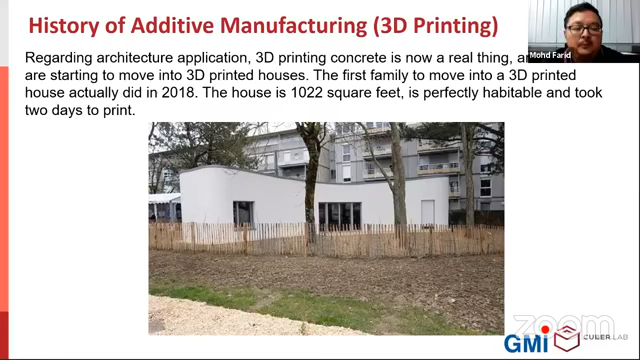 History of Additive Manufacturing (3D Printing)
Mohd Farid
Regarding architecture application, 3D printing concrete is now a real thing, a
are starting to move into 3D printed houses. The first family to move into a 3D printed
house actually did in 2018. The house is 1022 square feet, is perfectly habitable and took
two days to print.
zoom
GMi
CULER LAB